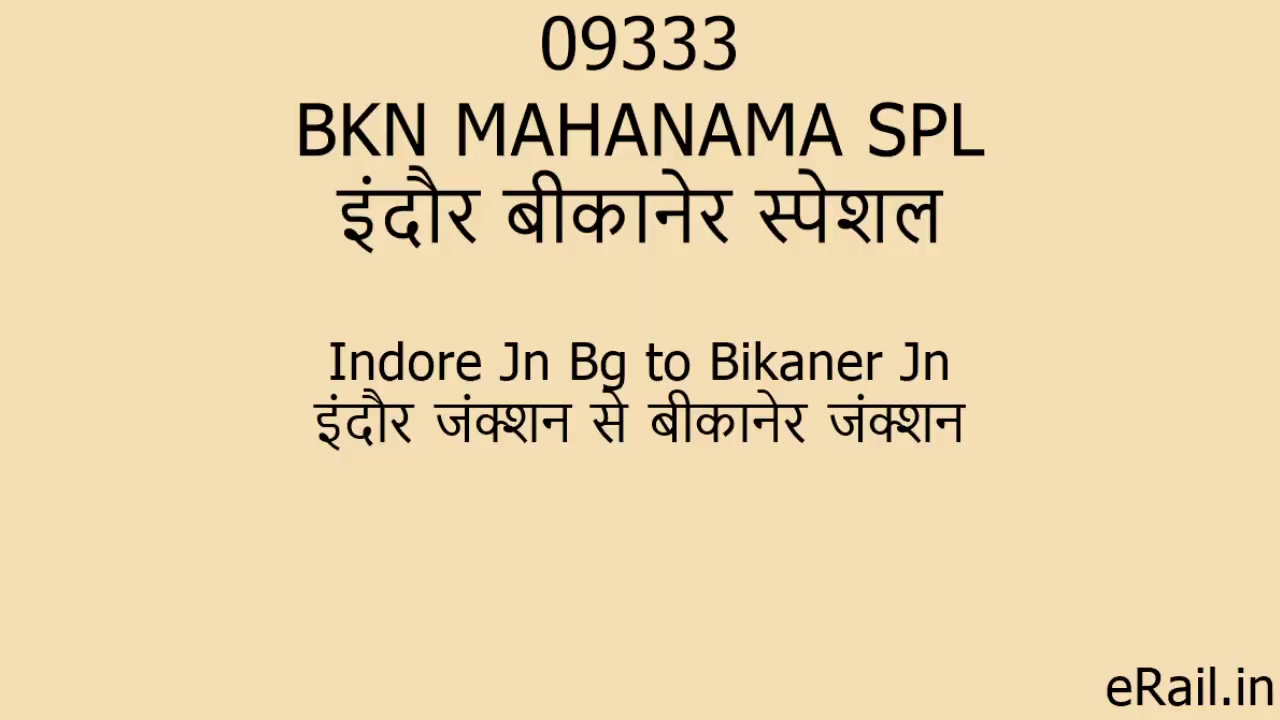 09333
BKN MAHANAMA SPL
इंदौर बीकानेर स्पेशल
Indore Jn Bg to Bikaner Jn
इंदौर जंक्शन से बीकानेर जंक्शन
eRail.in